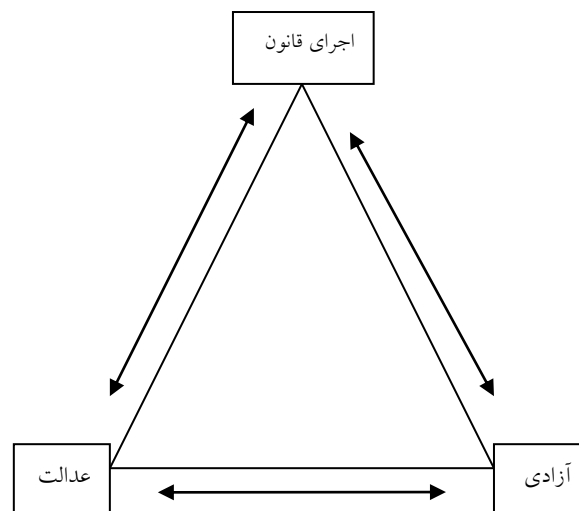 اجرای قانون
عدالت
آزادی